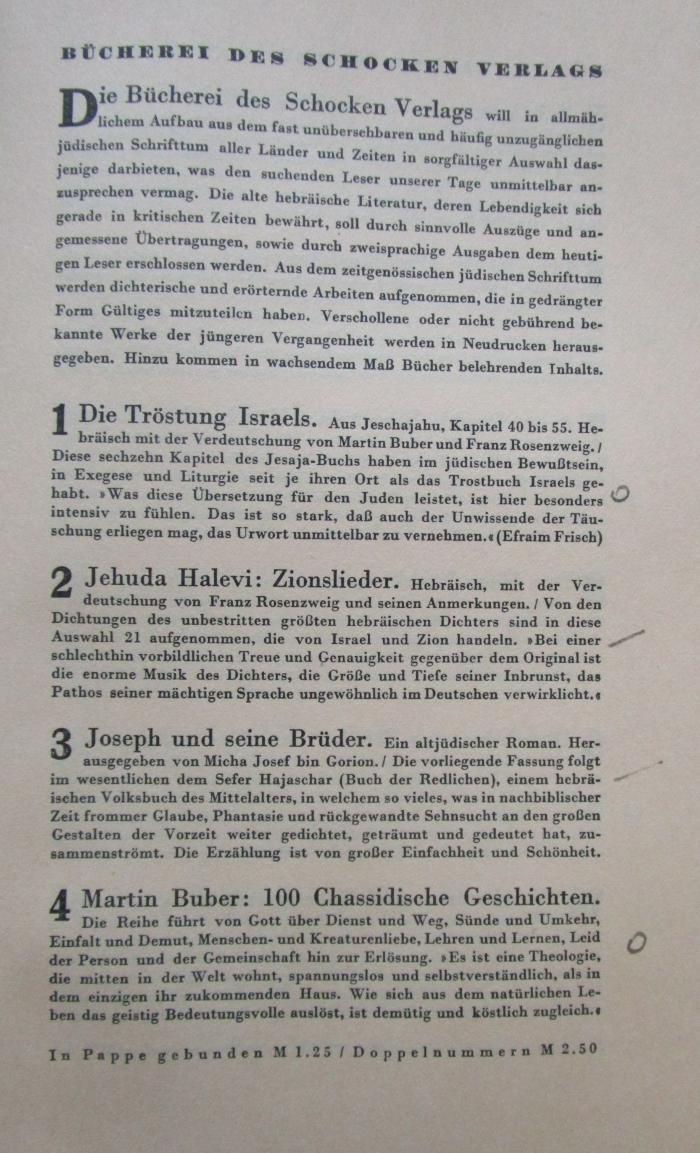 BÜCHEREI DES SCHOCKEN VERLAGS
Die Bücherei des Schocken Verlags will in allmäh-
lichem Aufbau aus dem fast unübersehbaren und häufig unzugänglichen
jüdischen Schrifttum aller Länder und Zeiten in sorgfältiger Auswahl das-
jenige darbieten, was den suchenden Leser unserer Tage unmittelbar an-
zusprechen vermag. Die alte hebräische Literatur, deren Lebendigkeit sich
gerade in kritischen Zeiten bewährt, soll durch sinnvolle Auszüge und an-
gemessene Übertragungen, sowie durch zweisprachige Ausgaben dem heuti-
gen Leser erschlossen werden. Aus dem zeitgenössischen jüdischen Schrifttum
werden dichterische und erörternde Arbeiten aufgenommen, die in gedrängter
Form Gültiges mitzuteilen haben. Verschollene oder nicht gebührend be-
kannte Werke der jüngeren Vergangenheit werden in Neudrucken heraus-
gegeben. Hinzu kommen in wachsendem Maß Bücher belehrenden Inhalts.
1 Die Tröstung Israels. Aus Jeschajahu, Kapitel 40 bis 55. He-
bräisch mit der Verdeutschung von Martin Buber und Franz Rosenzweig. /
Diese sechzehn Kapitel des Jesaja-Buchs haben im jüdischen Bewußtsein,
in Exegese und Liturgie seit je ihren Ort als das Trostbuch Israels ge-
habt. »Was diese Übersetzung für den Juden leistet, ist hier besonders
intensiv zu fühlen. Das ist so stark, daß auch der Unwissende der Täu-
schung erliegen mag, das Urwort unmittelbar zu vernehmen.« (Efraim Frisch)
2 Jehuda Halevi: Zionslieder. Hebräisch, mit der Ver-
deutschung von Franz Rosenzweig und seinen Anmerkungen. / Von den
Dichtungen des unbestritten größten hebräischen Dichters sind in diese
Auswahl 21 aufgenommen, die von Israel und Zion handeln. »Bei einer
schlechthin vorbildlichen Treue und Genauigkeit gegenüber dem Original ist
die enorme Musik des Dichters, die Größe und Tiefe seiner Inbrunst, das
Pathos seiner mächtigen Sprache ungewöhnlich im Deutschen verwirklicht.«
3 Joseph und seine Brüder. Ein altjüdischer Roman. Her-
ausgegeben von Micha Josef bin Gorion. / Die vorliegende Fassung folgt
im wesentlichen dem Sefer Hajaschar (Buch der Redlichen), einem hebrä-
ischen Volksbuch des Mittelalters, in welchem so vieles, was in nachbiblischer
Zeit frommer Glaube, Phantasie und rückgewandte Sehnsucht an den großen
Gestalten der Vorzeit weiter gedichtet, geträumt und gedeutet hat, zu-
sammenströmt. Die Erzählung ist von großer Einfachheit und Schönheit.
4 Martin Buber: 100 Chassidische Geschichten.
Die Reihe führt von Gott über Dienst und Weg, Sünde und Umkehr,
Einfalt und Demut, Menschen- und Kreaturenliebe, Lehren und Lernen, Leid
der Person und der Gemeinschaft hin zur Erlösung. »Es ist eine Theologie,
die mitten in der Welt wohnt, spannungslos und selbstverständlich, als in
dem einzigen ihr zukommenden Haus. Wie sich aus dem natürlichen Le-
ben das geistig Bedeutungsvolle auslöst, ist demütig und köstlich zugleich.«
In Pappe gebunden M 1.25 / Doppelnummern M 2.50